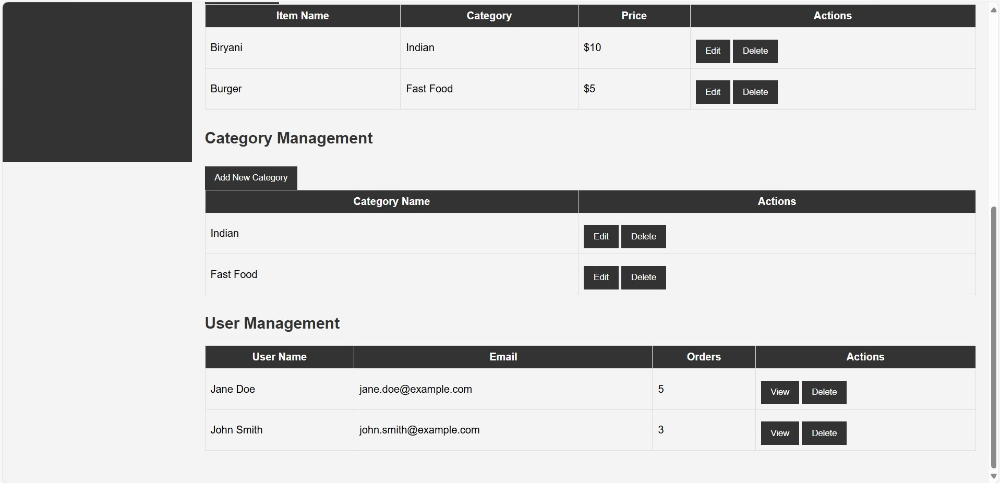 Item Name Category Price Actions
Biryani Indian $10 Edit Delete
Burger Fast Food $5 Edit Delete
Category Management
Add New Category
Category Name Actions
Indian Edit Delete
Fast Food Edit Delete
User Management
User Name Email Orders Actions
Jane Doe jane.doe@example.com 5 View Delete
John Smith john.smith@example.com 3 View Delete